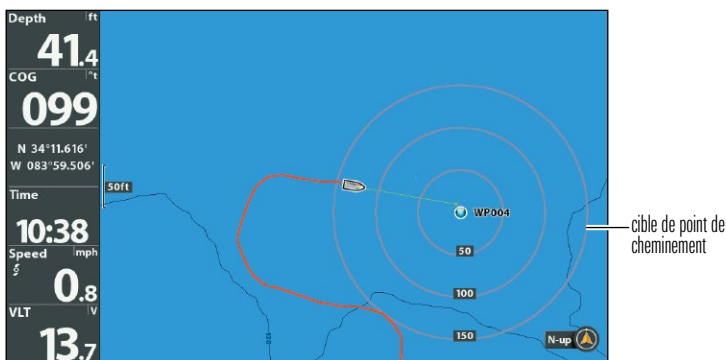 Depth ft
41.4
COG °t
099
N 34°11.616'
W 083°59.506'
Time
10:38
Speed mph
0.8
VLT V
13.7
50ft
WP004
50
100
150
N-up
cible de point de
cheminement